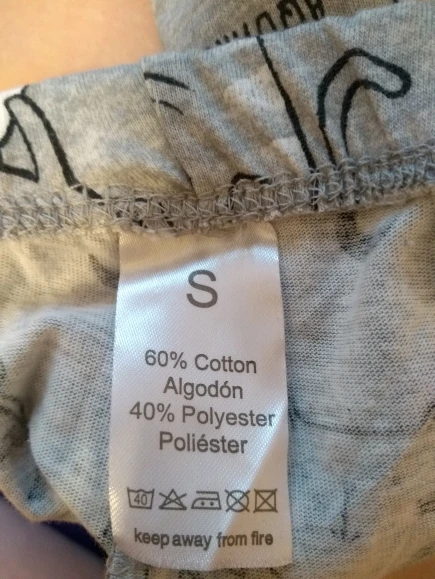 S
60% Cotton
Algodón
40% Polyester
Poliéster
40
keep away from fire